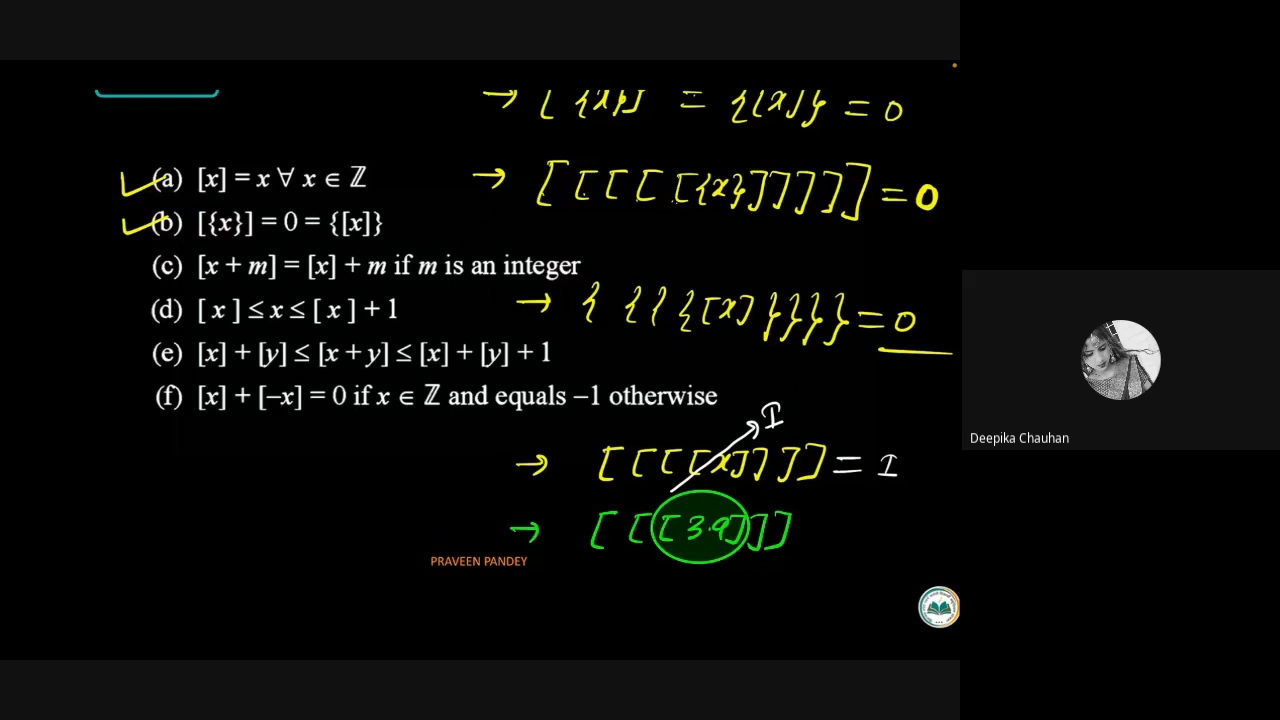 → [{x}] = {[x]} = 0
(a) [x] = x ∀ x ∈ ℤ
→ [[[[[[{x}]]]]]] = 0
(b) [{x}] = 0 = {[x]}
(c) [x + m] = [x] + m if m is an integer
(d) [ x ] ≤ x ≤ [ x ] + 1
→ { { { { [x] } } } } = 0
(e) [x] + [y] ≤ [x + y] ≤ [x] + [y] + 1
(f) [x] + [–x] = 0 if x ∈ ℤ and equals –1 otherwise
I
→ [[[[[x]]]]] = I
→ [[[3.9]]]
PRAVEEN PANDEY
Deepika Chauhan